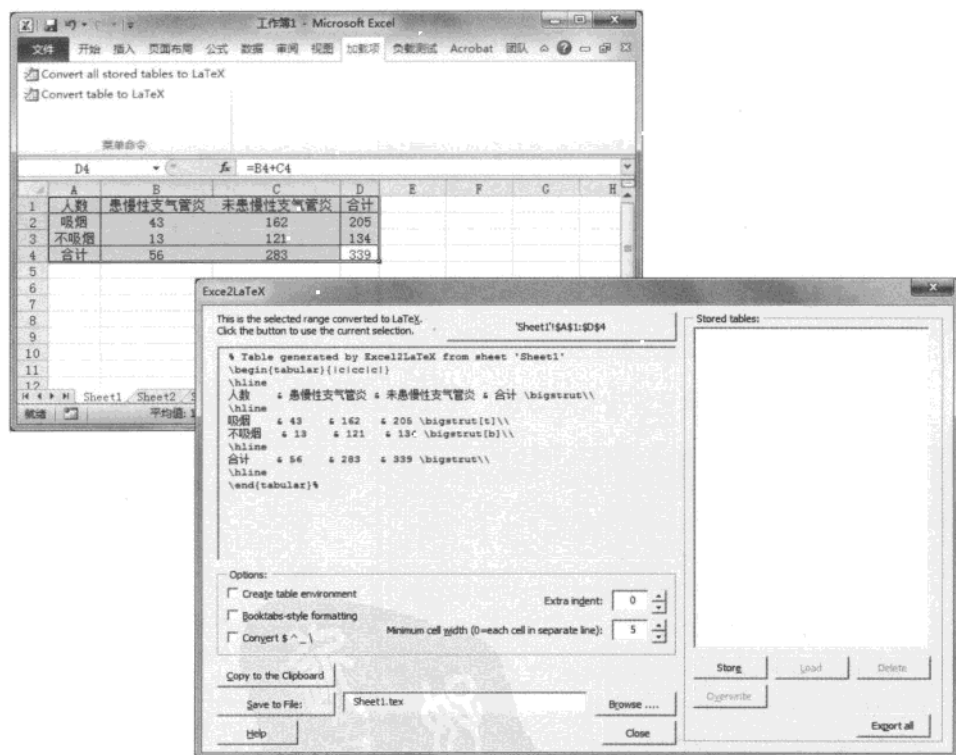 工作簿1 - Microsoft Excel
文件 开始 插入 页面布局 公式 数据 审阅 视图 加载项 负载测试 Acrobat 团队
Convert all stored tables to LaTeX
Convert table to LaTeX
菜单命令
D4 fx =B4+C4
A B C D E F G H
1 人数 患慢性支气管炎 未患慢性支气管炎 合计
2 吸烟 43 162 205
3 不吸烟 13 121 134
4 合计 56 283 339
5
6
7
8
9
10
11
12
Sheet1 Sheet2
就绪 平均值: 1
Exce2LaTeX
This is the selected range converted to LaTeX.
Click the button to use the current selection.
'Sheet1'!$A$1:$D$4
% Table generated by Excel2LaTeX from sheet 'Sheet1'
\begin{tabular}{|c|cc|c|}
\hline
人数 & 患慢性支气管炎 & 未患慢性支气管炎 & 合计 \bigstrut\\
\hline
吸烟 & 43 & 162 & 205 \bigstrut[t]\\
不吸烟 & 13 & 121 & \bigstrut[b]\\
\hline
合计 & 56 & 283 & 339 \bigstrut\\
\hline
\end{tabular}%
Options:
Create table environment
Booktabs-style formatting
Convert $ ^ _ \
Extra indent: 0
Minimum cell width (0=each cell in separate line): 5
Copy to the Clipboard
Save to File: Sheet1.tex Browse ....
Help Close
Stored tables:
Store Load Delete
Overwrite
Export all